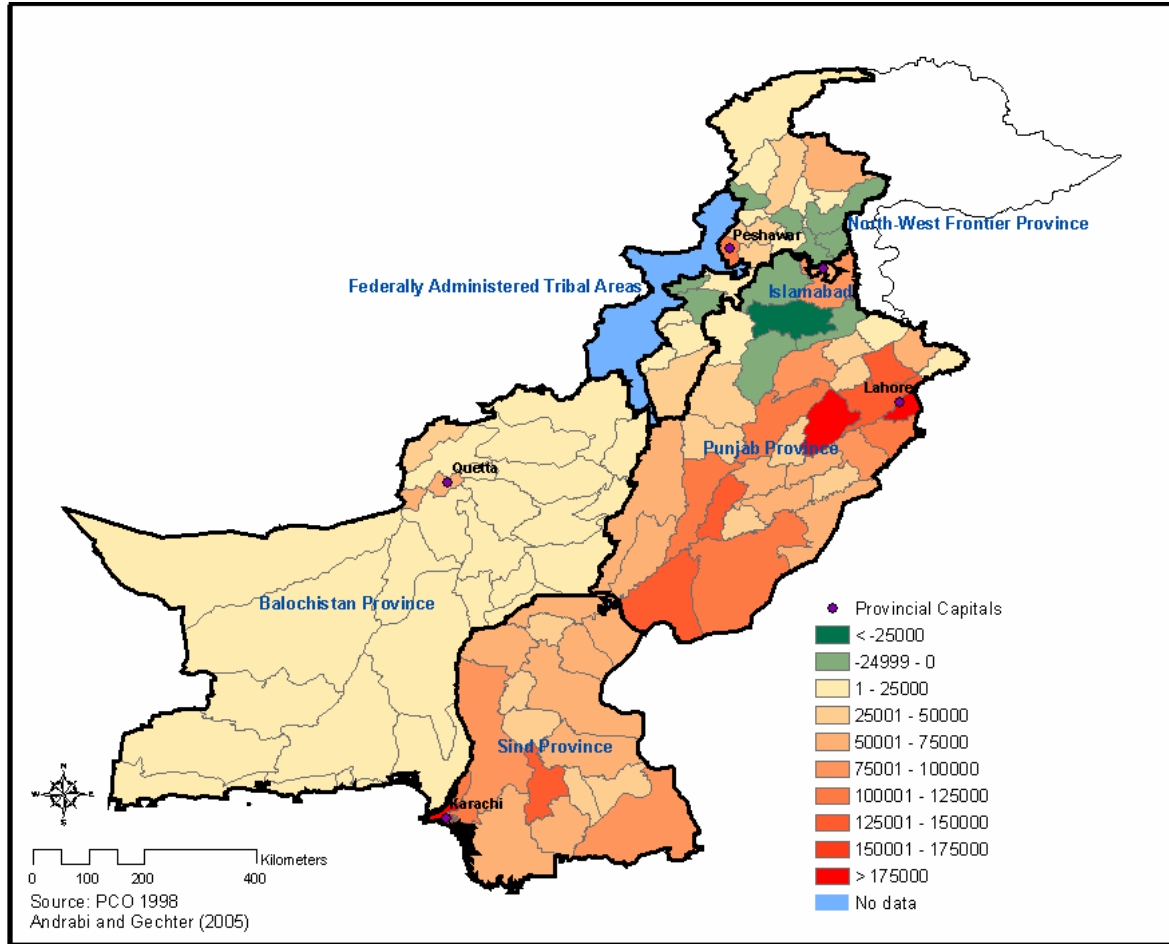 North-West Frontier Province
Peshawar
Federally Administered Tribal Areas
Islamabad
Lahore
Punjab Province
Quetta
Balochistan Province
Sind Province
Karachi
Provincial Capitals
< -25000
-24999 - 0
1 - 25000
25001 - 50000
50001 - 75000
75001 - 100000
100001 - 125000
125001 - 150000
150001 - 175000
> 175000
No data
N
W E
S
Kilometers
0 100 200 400
Source: PCO 1998
Andrabi and Gechter (2005)